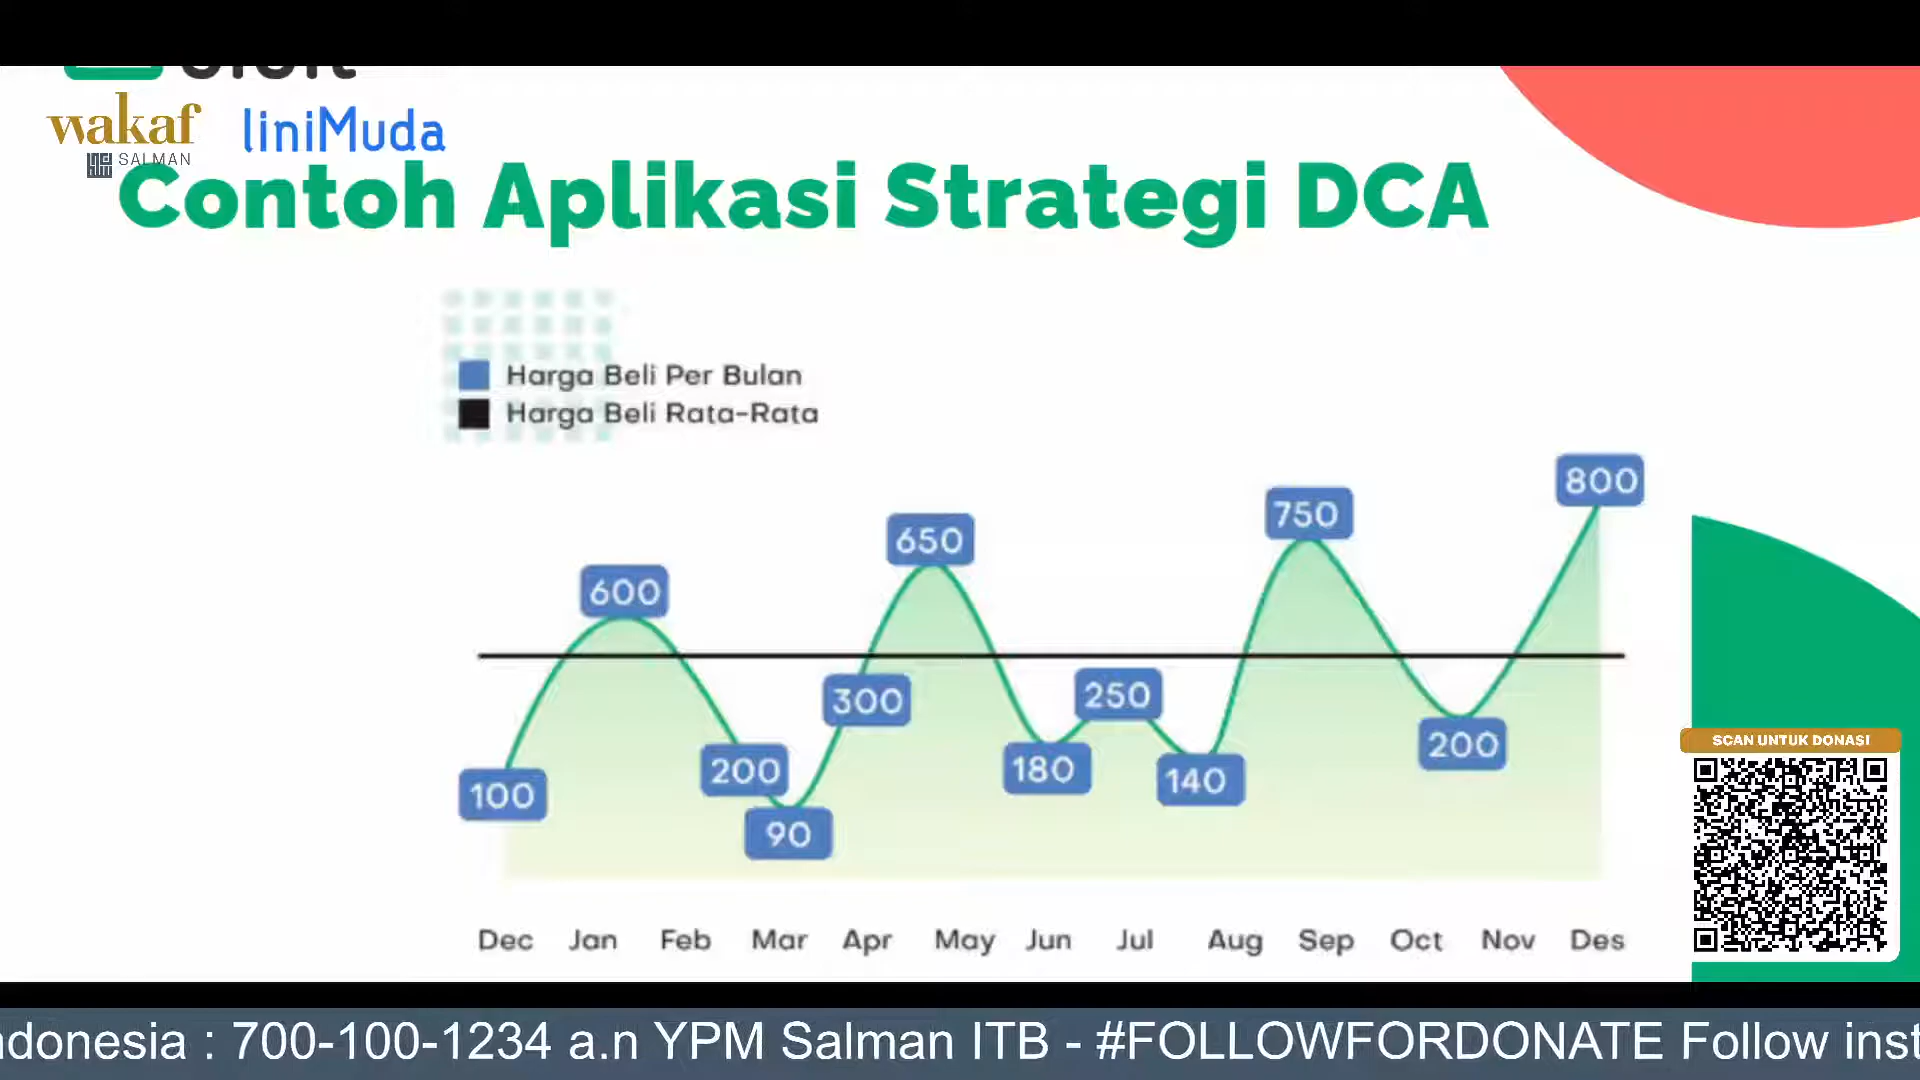 wakaf
SALMAN
liniMuda
Contoh Aplikasi Strategi DCA
Harga Beli Per Bulan
Harga Beli Rata-Rata
100
600
200
90
300
650
180
250
140
750
200
800
Dec Jan Feb Mar Apr May Jun Jul Aug Sep Oct Nov Des
SCAN UNTUK DONASI
ndonesia : 700-100-1234 a.n YPM Salman ITB - #FOLLOWFORDONATE Follow inst